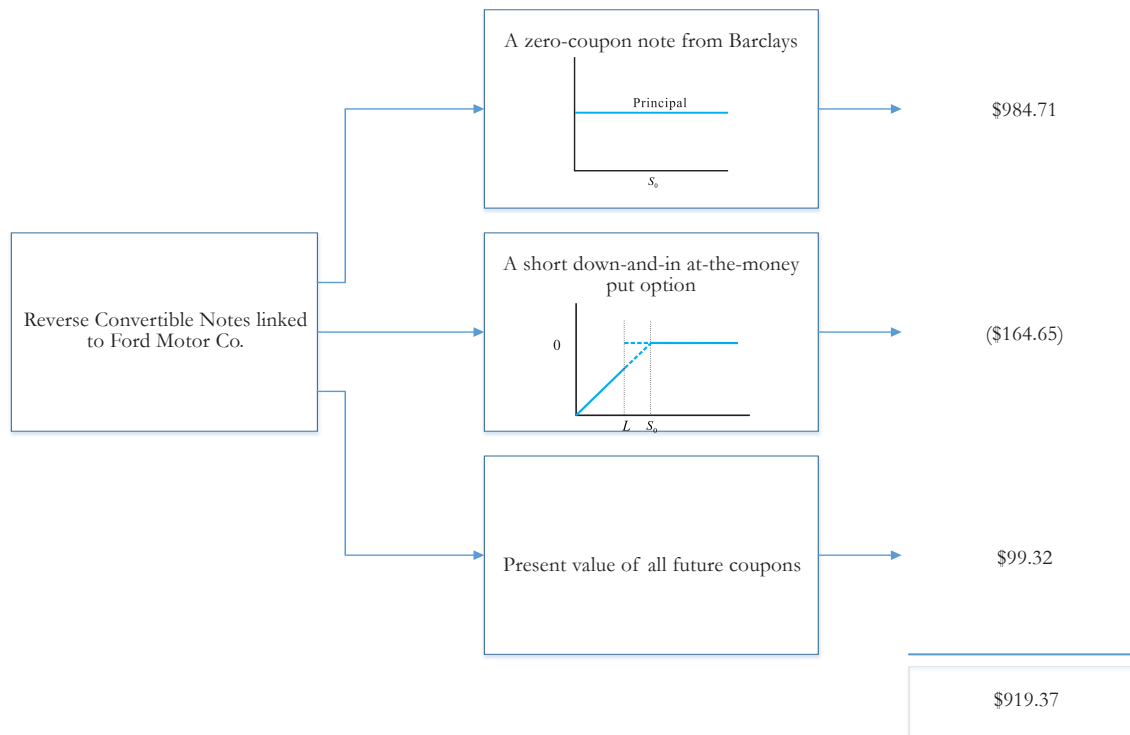 A zero-coupon note from Barclays
Principal
S₀
$984.71
Reverse Convertible Notes linked
to Ford Motor Co.
A short down-and-in at-the-money
put option
0
L S₀
($164.65)
Present value of all future coupons
$99.32
$919.37